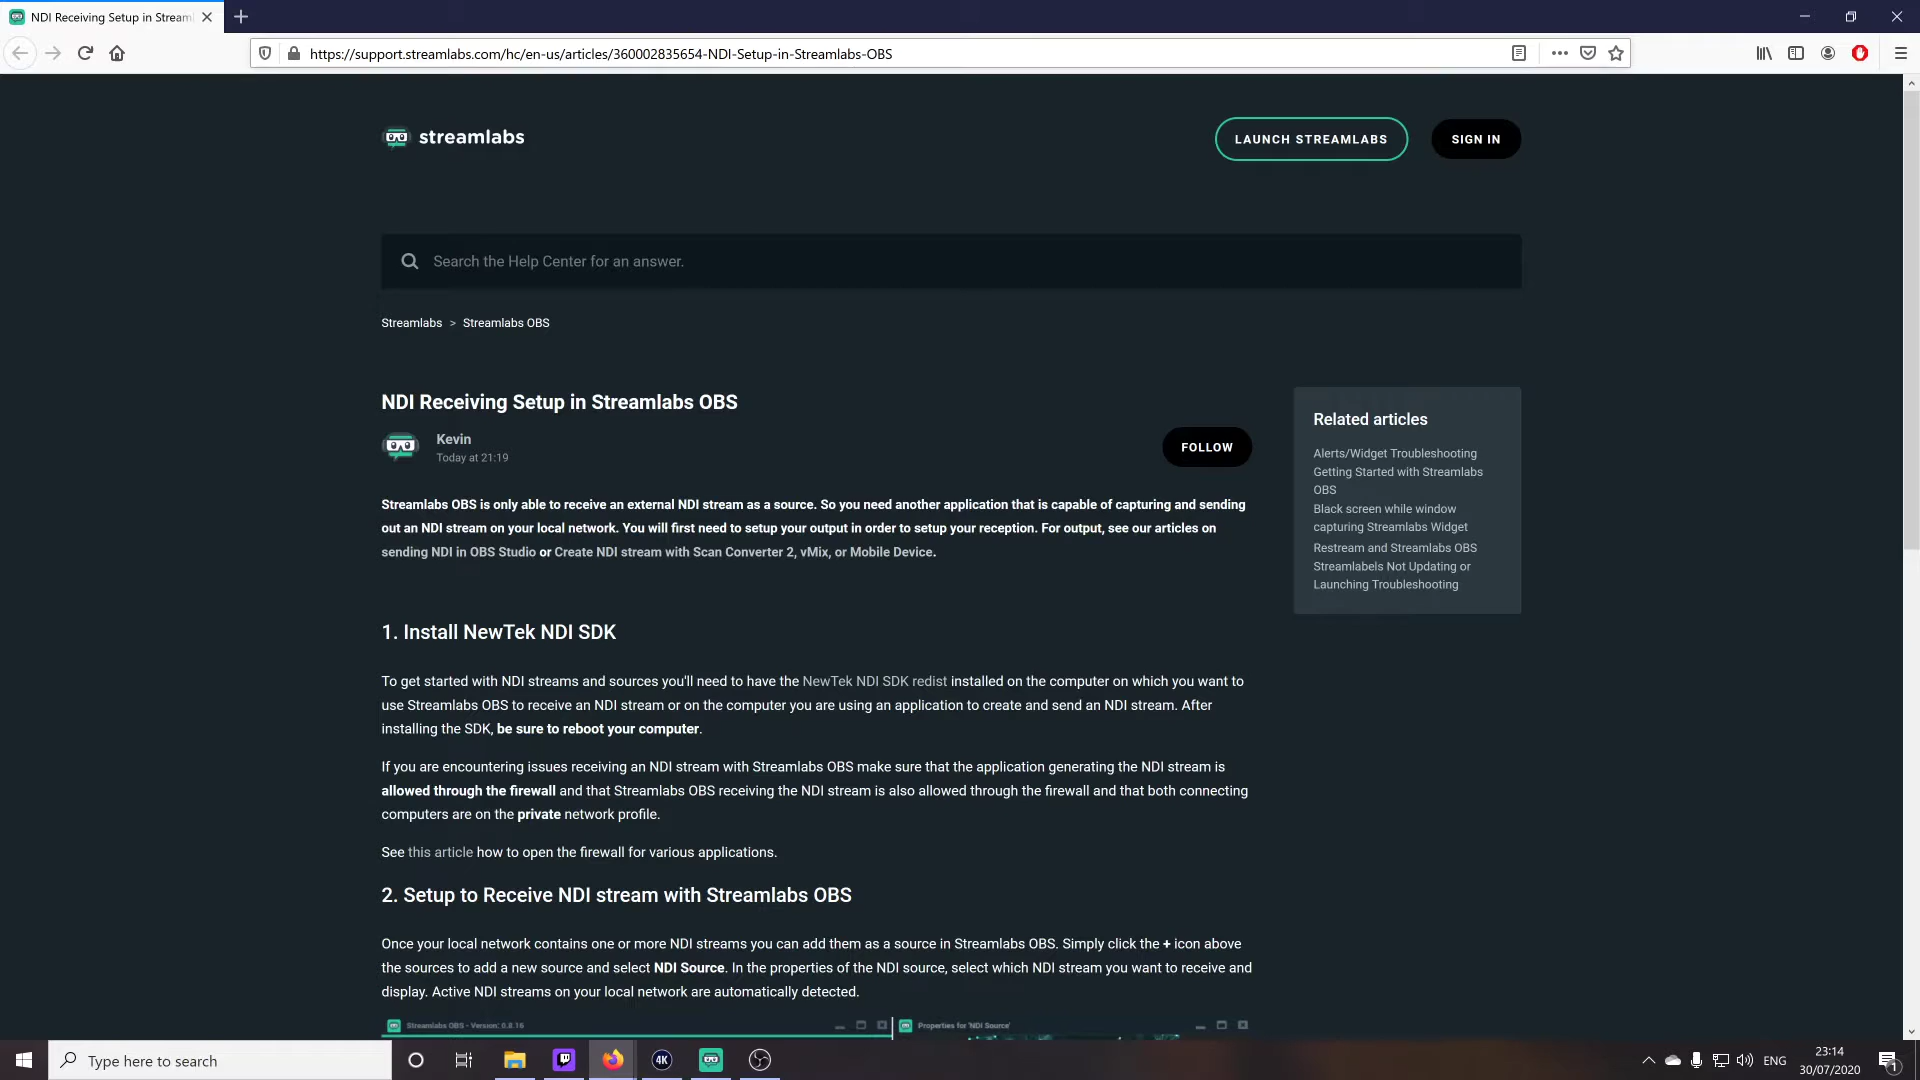 NDI Receiving Setup in Stream
https://support.streamlabs.com/hc/en-us/articles/360002835654-NDI-Setup-in-Streamlabs-OBS
streamlabs
LAUNCH STREAMLABS
SIGN IN
Search the Help Center for an answer.
Streamlabs > Streamlabs OBS
NDI Receiving Setup in Streamlabs OBS
Kevin
Today at 21:19
FOLLOW
Streamlabs OBS is only able to receive an external NDI stream as a source. So you need another application that is capable of capturing and sending
out an NDI stream on your local network. You will first need to setup your output in order to setup your reception. For output, see our articles on
sending NDI in OBS Studio or Create NDI stream with Scan Converter 2, vMix, or Mobile Device.
Related articles
Alerts/Widget Troubleshooting
Getting Started with Streamlabs
OBS
Black screen while window
capturing Streamlabs Widget
Restream and Streamlabs OBS
Streamlabels Not Updating or
Launching Troubleshooting
1. Install NewTek NDI SDK
To get started with NDI streams and sources you'll need to have the NewTek NDI SDK redist installed on the computer on which you want to
use Streamlabs OBS to receive an NDI stream or on the computer you are using an application to create and send an NDI stream. After
installing the SDK, be sure to reboot your computer.
If you are encountering issues receiving an NDI stream with Streamlabs OBS make sure that the application generating the NDI stream is
allowed through the firewall and that Streamlabs OBS receiving the NDI stream is also allowed through the firewall and that both connecting
computers are on the private network profile.
See this article how to open the firewall for various applications.
2. Setup to Receive NDI stream with Streamlabs OBS
Once your local network contains one or more NDI streams you can add them as a source in Streamlabs OBS. Simply click the + icon above
the sources to add a new source and select NDI Source. In the properties of the NDI source, select which NDI stream you want to receive and
display. Active NDI streams on your local network are automatically detected.
Streamlabs OBS - Version: 0.8.16
Properties for 'NDI Source'
Type here to search
4K
ENG
23:14
30/07/2020
1